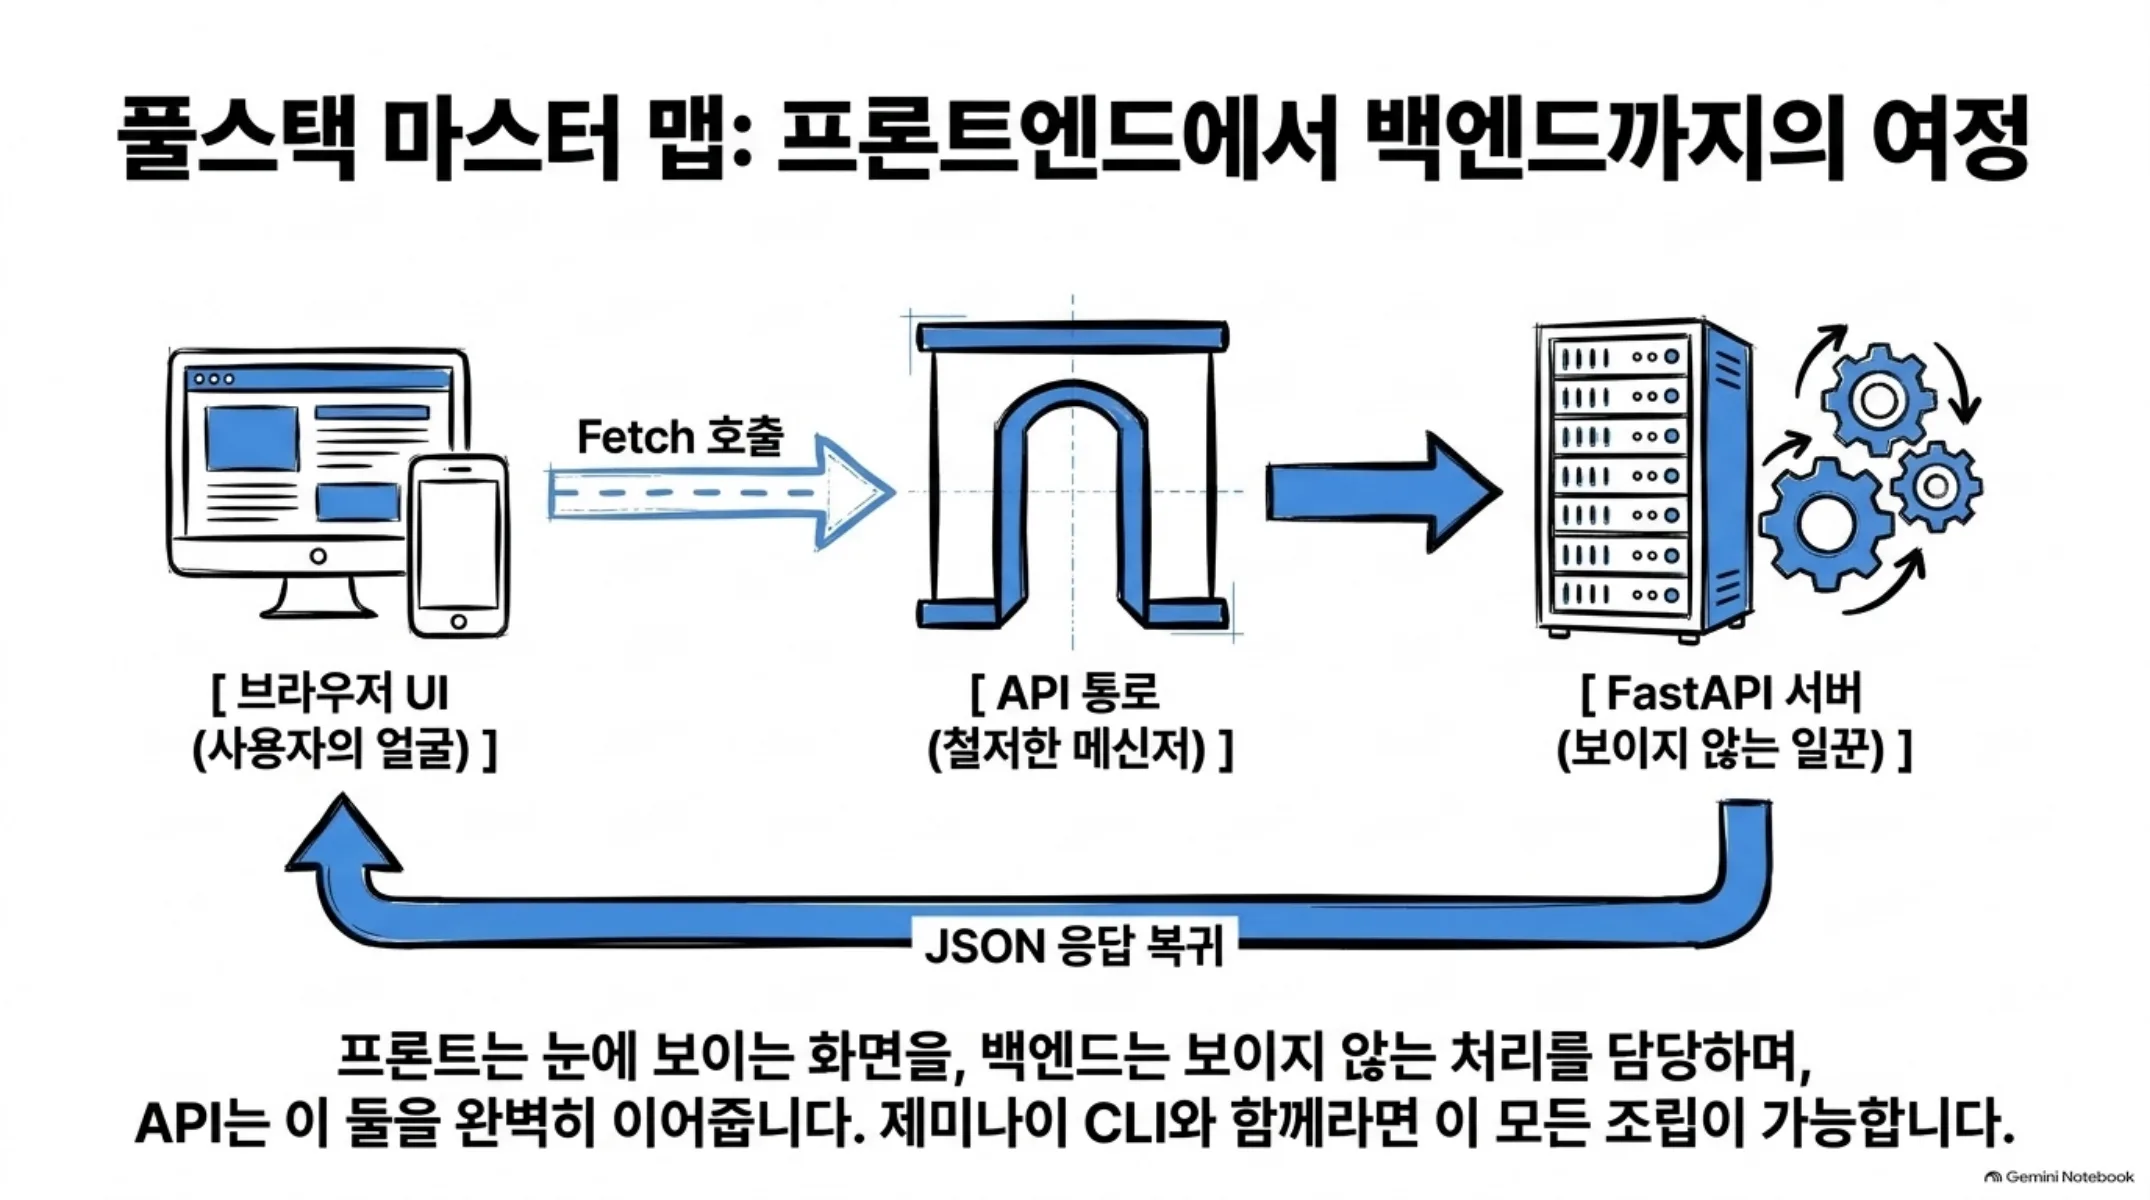 풀스택 마스터 맵: 프론트엔드에서 백엔드까지의 여정
Fetch 호출
[ 브라우저 UI
(사용자의 얼굴) ]
[ API 통로
(철저한 메신저) ]
[ FastAPI 서버
(보이지 않는 일꾼) ]
JSON 응답 복귀
프론트는 눈에 보이는 화면을, 백엔드는 보이지 않는 처리를 담당하며,
API는 이 둘을 완벽히 이어줍니다. 제미나이 CLI와 함께라면 이 모든 조립이 가능합니다.
Gemini Notebook